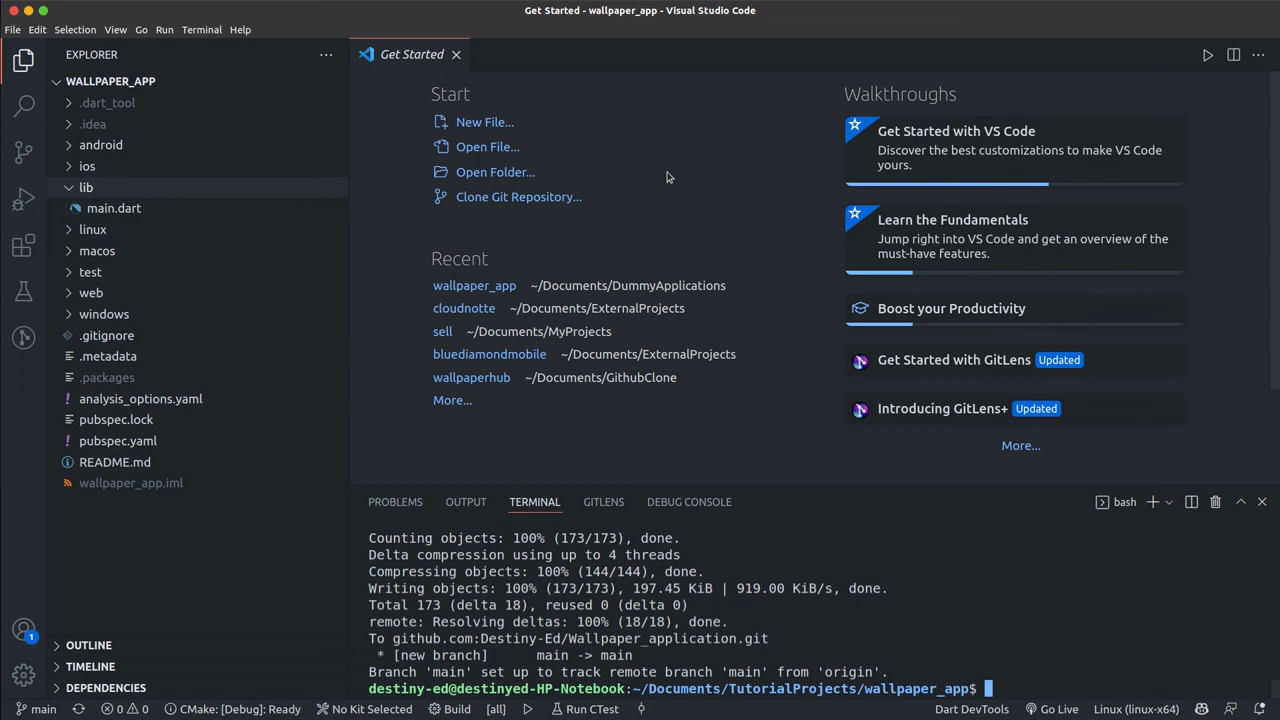 Get Started - wallpaper_app - Visual Studio Code
File Edit Selection View Go Run Terminal Help
EXPLORER
WALLPAPER_APP
.dart_tool
.idea
android
ios
lib
main.dart
linux
macos
test
web
windows
.gitignore
.metadata
.packages
analysis_options.yaml
pubspec.lock
pubspec.yaml
README.md
wallpaper_app.iml
OUTLINE
TIMELINE
DEPENDENCIES
Get Started
Start
New File...
Open File...
Open Folder...
Clone Git Repository...
Recent
wallpaper_app ~/Documents/DummyApplications
cloudnotte ~/Documents/ExternalProjects
sell ~/Documents/MyProjects
bluediamondmobile ~/Documents/ExternalProjects
wallpaperhub ~/Documents/GithubClone
More...
Walkthroughs
Get Started with VS Code
Discover the best customizations to make VS Code
yours.
Learn the Fundamentals
Jump right into VS Code and get an overview of the
must-have features.
Boost your Productivity
Get Started with GitLens Updated
Introducing GitLens+ Updated
More...
PROBLEMS OUTPUT TERMINAL GITLENS DEBUG CONSOLE
bash
Counting objects: 100% (173/173), done.
Delta compression using up to 4 threads
Compressing objects: 100% (144/144), done.
Writing objects: 100% (173/173), 197.45 KiB | 919.00 KiB/s, done.
Total 173 (delta 18), reused 0 (delta 0)
remote: Resolving deltas: 100% (18/18), done.
To github.com:Destiny-Ed/Wallpaper_application.git
* [new branch] main -> main
Branch 'main' set up to track remote branch 'main' from 'origin'.
destiny-ed@destinyed-HP-Notebook:~/Documents/TutorialProjects/wallpaper_app$
1
main 0 0 CMake: [Debug]: Ready No Kit Selected Build [all] Run CTest Dart DevTools Go Live Linux (linux-x64)